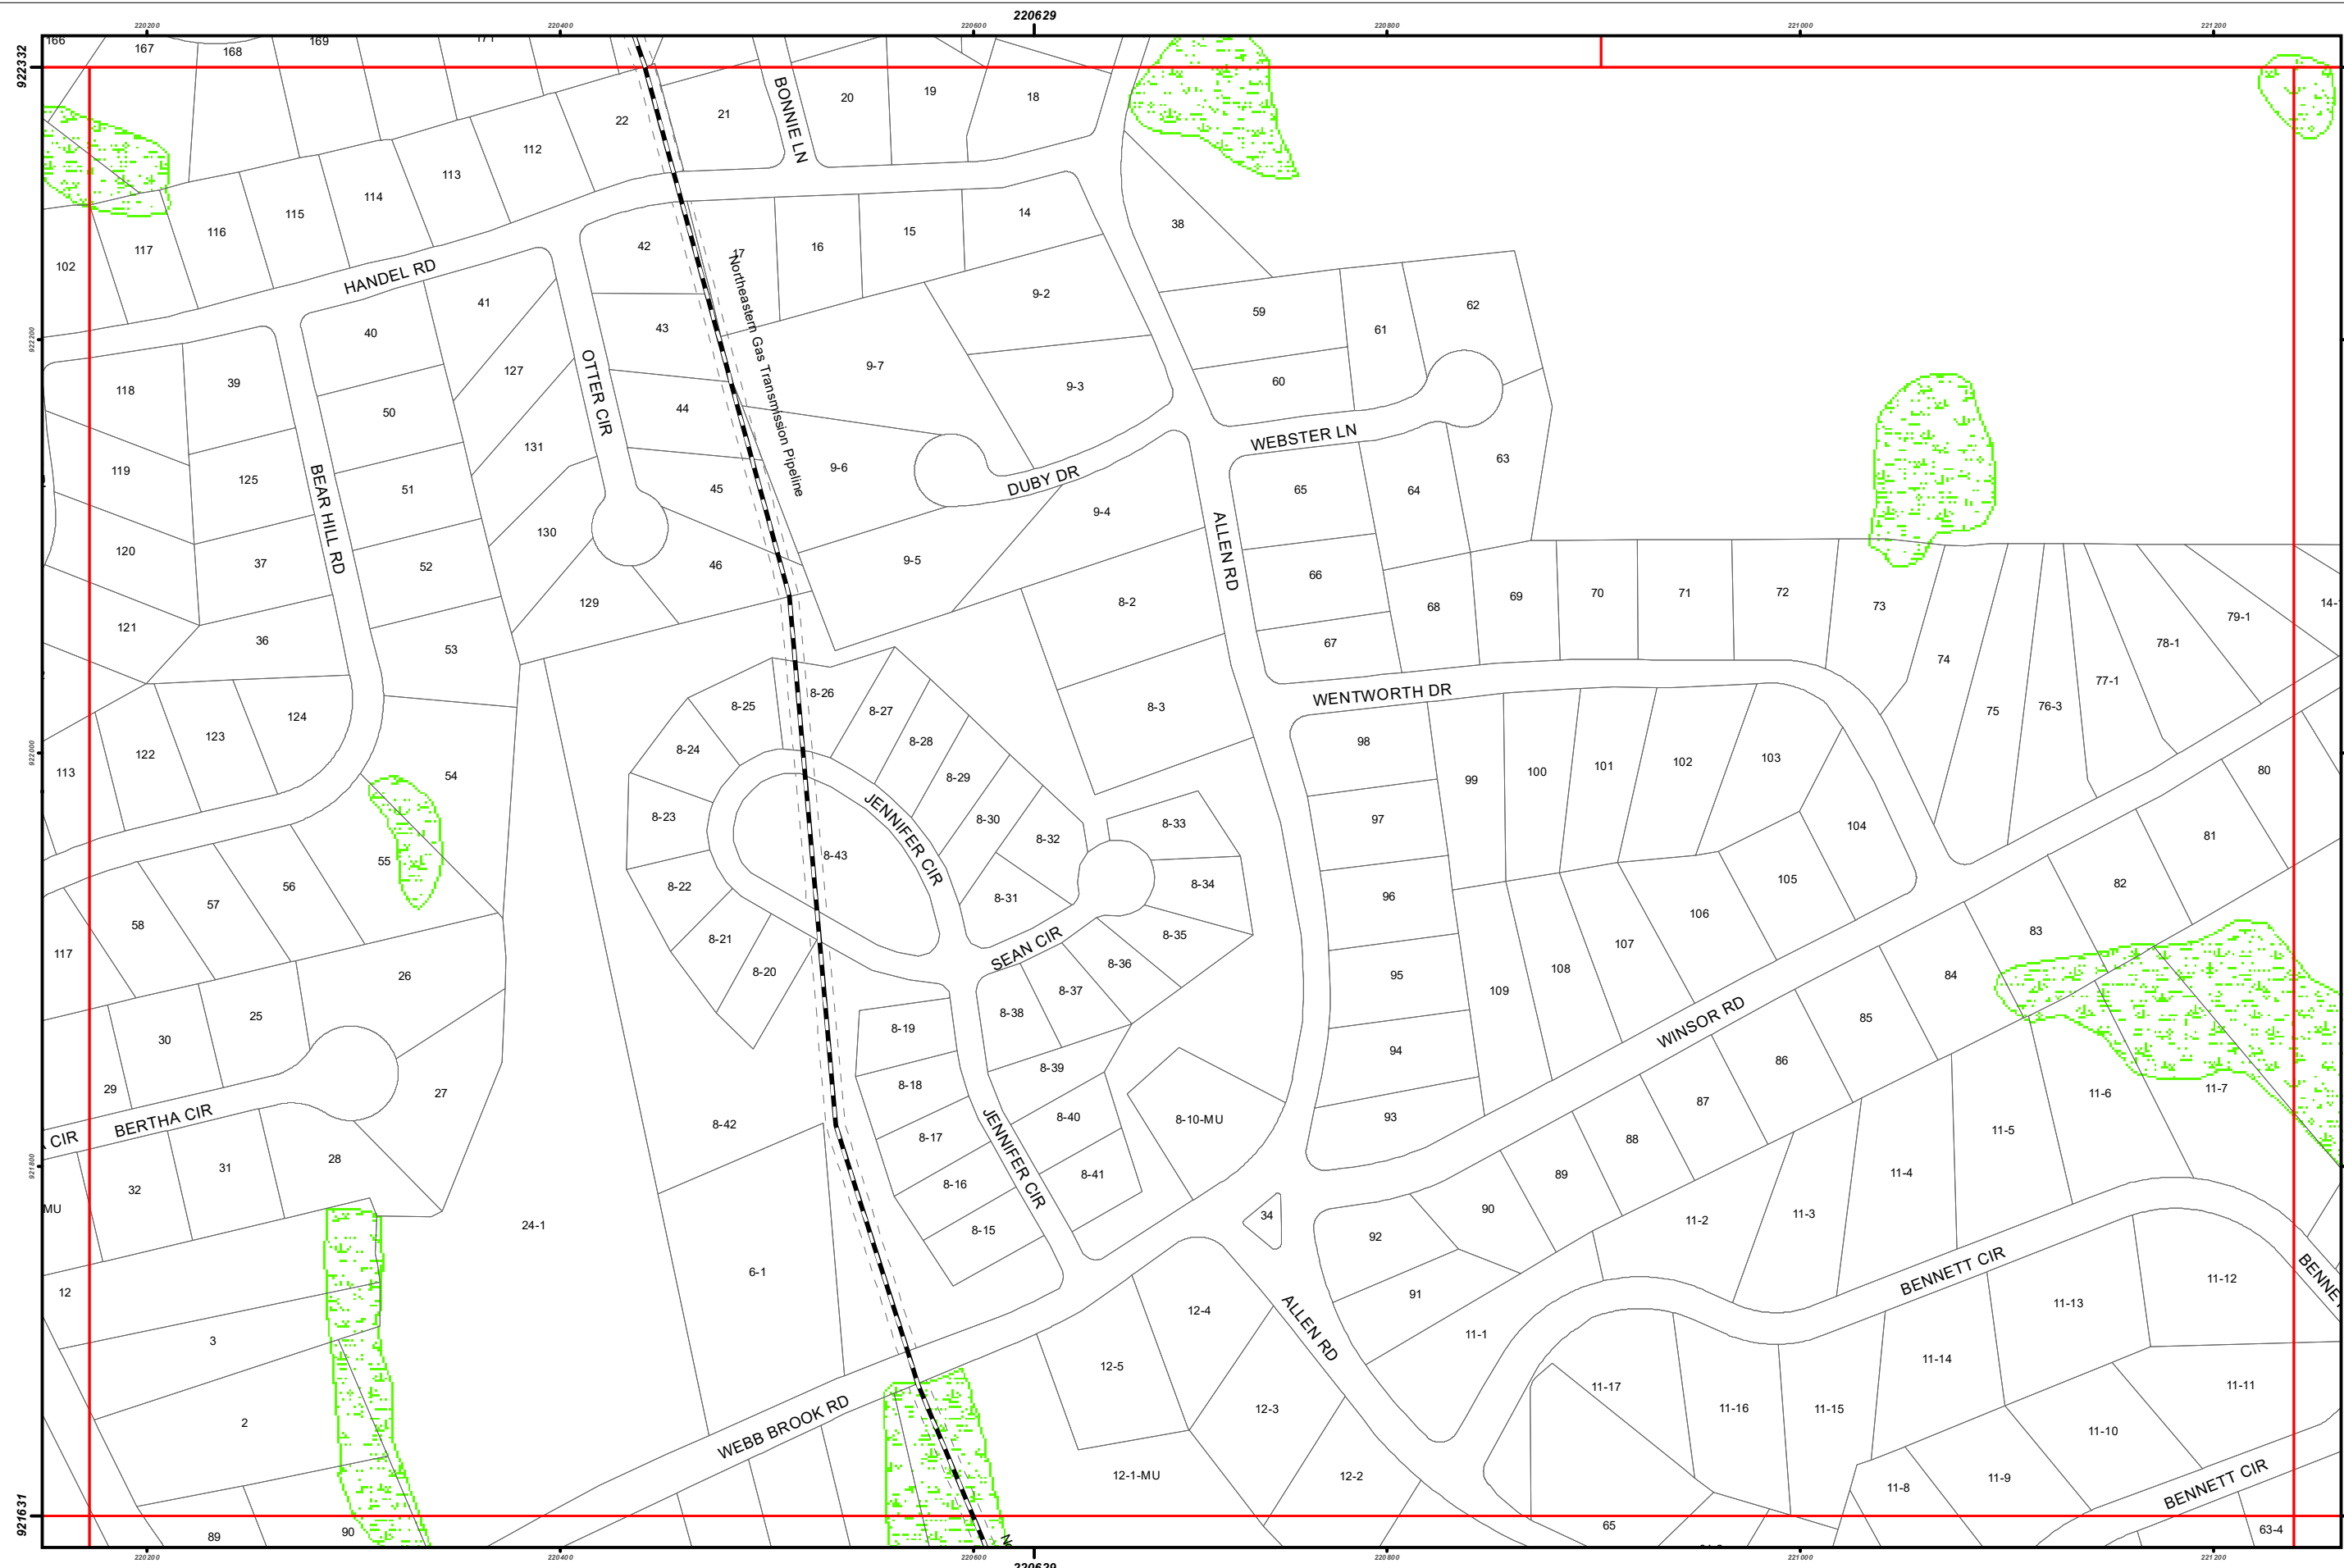 220200 220400 220600 220629 220800 221000 221200
922332
922200
922000
921800
921631
166 167 168 169 171
22 21 BONNIE LN 20 19 18
112 113 114 115 116 117 102
HANDEL RD
42 17 16 15 14 38
Northeastern Gas Transmission Pipeline
41 40 43 9-2 59 61 62
118 39 50 127 OTTER CIR 44 9-7 9-3 60
WEBSTER LN
119 125 BEAR HILL RD 51 131 45 9-6 DUBY DR 65 64 63
120 37 52 130 46 9-5 9-4 ALLEN RD 66
121 36 53 129 8-2 67 68 69 70 71 72 73 74 79-1 14-
WENTWORTH DR
122 123 124 8-25 8-26 8-27 8-3 75 76-3 77-1 78-1
113 54 8-24 8-28 8-29 98 99 100 101 102 103 80
8-23 JENNIFER CIR 8-30 8-32 8-33 97 104 81
55 8-43
58 57 56 8-22 8-31 8-34 96 105 82
117 8-21 SEAN CIR 8-35 106 83
26 8-20 8-36 95 107 108 84
25 8-37 109 WINSOR RD
30 8-19 8-38 85
29 27 8-18 8-39 94 86 11-6 11-7
BERTHA CIR
CIR
8-42 8-17 8-40 8-10-MU 93 87 88 11-5
32 31 28 8-16 JENNIFER CIR 8-41 89 11-4
MU 24-1 8-15 34 92 90 11-2 11-3
12 6-1 BENNETT CIR
BENNE
3 12-4 ALLEN RD 91 11-1 11-13 11-12
12-5 11-14 11-11
2 WEBB BROOK RD 12-3 11-17 11-16 11-15 11-10
12-1-MU 12-2 11-8 11-9 BENNETT CIR
89 90 65 63-4
220200 220400 220600 220629 220800 221000 221200